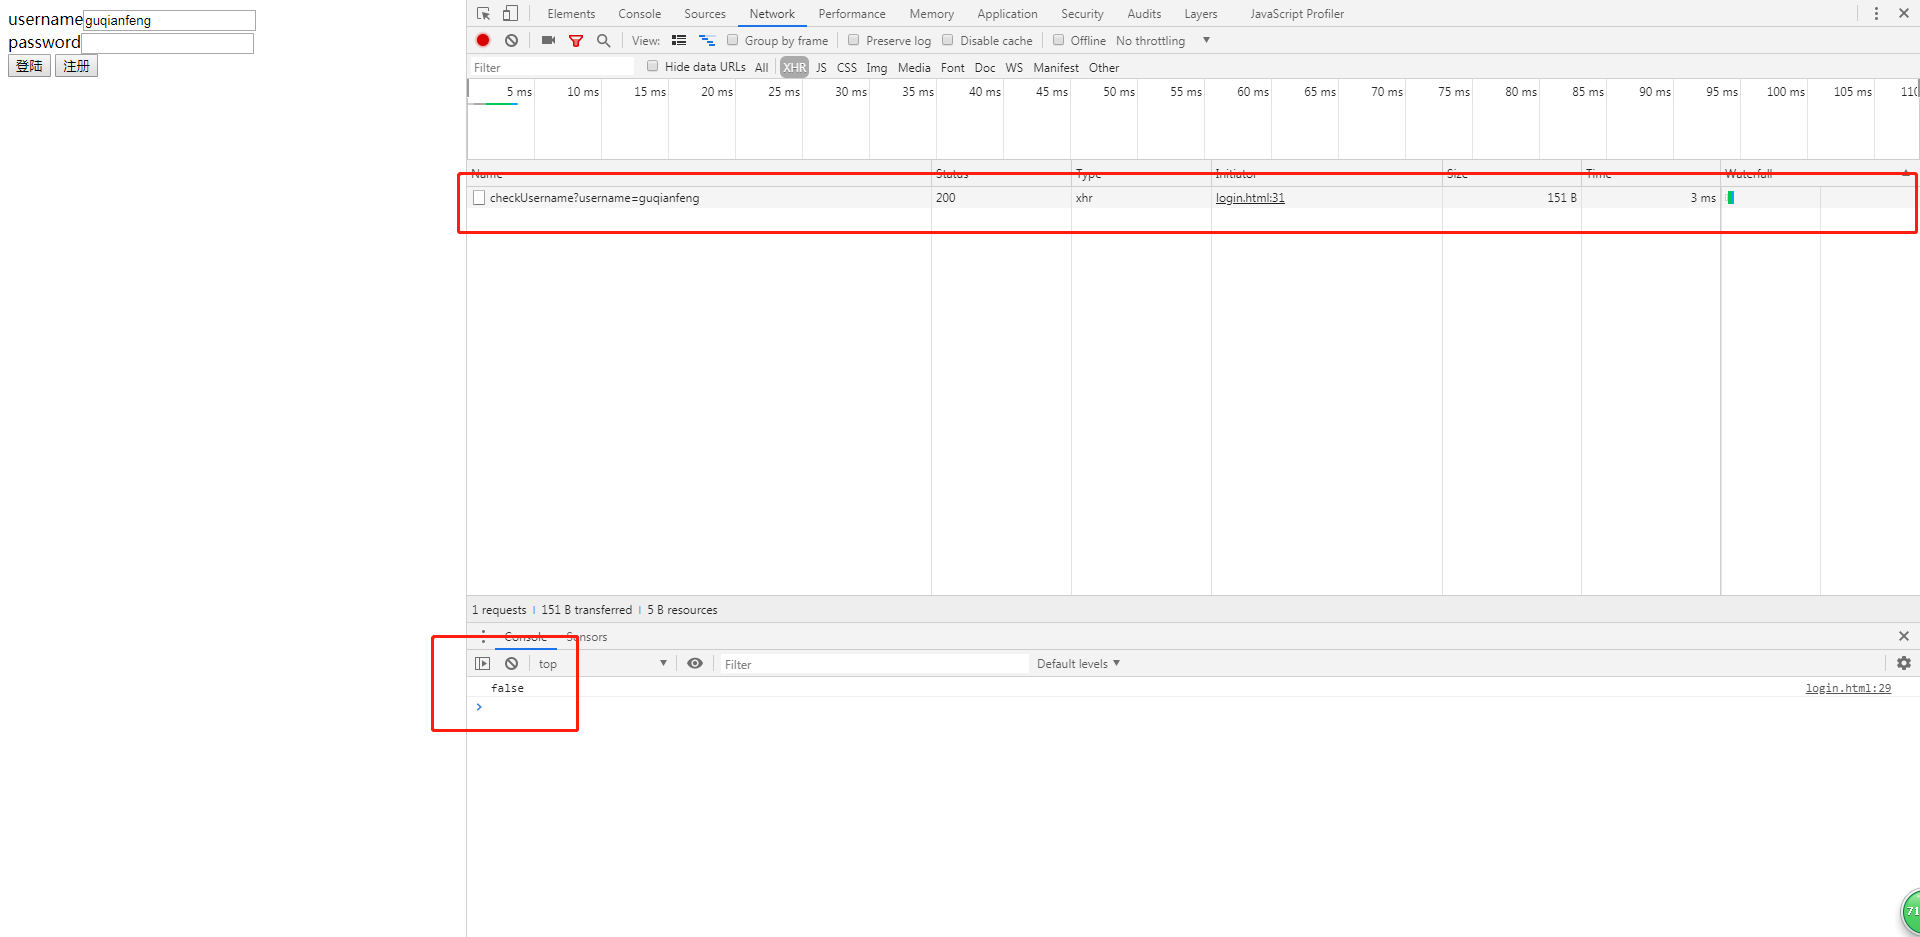 username guqianfeng
password
登陆 注册
Elements Console Sources Network Performance Memory Application Security Audits Layers JavaScript Profiler
View: Group by frame Preserve log Disable cache Offline No throttling
Filter Hide data URLs All XHR JS CSS Img Media Font Doc WS Manifest Other
5 ms 10 ms 15 ms 20 ms 25 ms 30 ms 35 ms 40 ms 45 ms 50 ms 55 ms 60 ms 65 ms 70 ms 75 ms 80 ms 85 ms 90 ms 95 ms 100 ms 105 ms 110
Name Status Type Initiator Size Time Waterfall
checkUsername?username=guqianfeng 200 xhr login.html:31 151 B 3 ms
1 requests 151 B transferred 5 B resources
Console Sensors
top Filter Default levels
false login.html:29
71